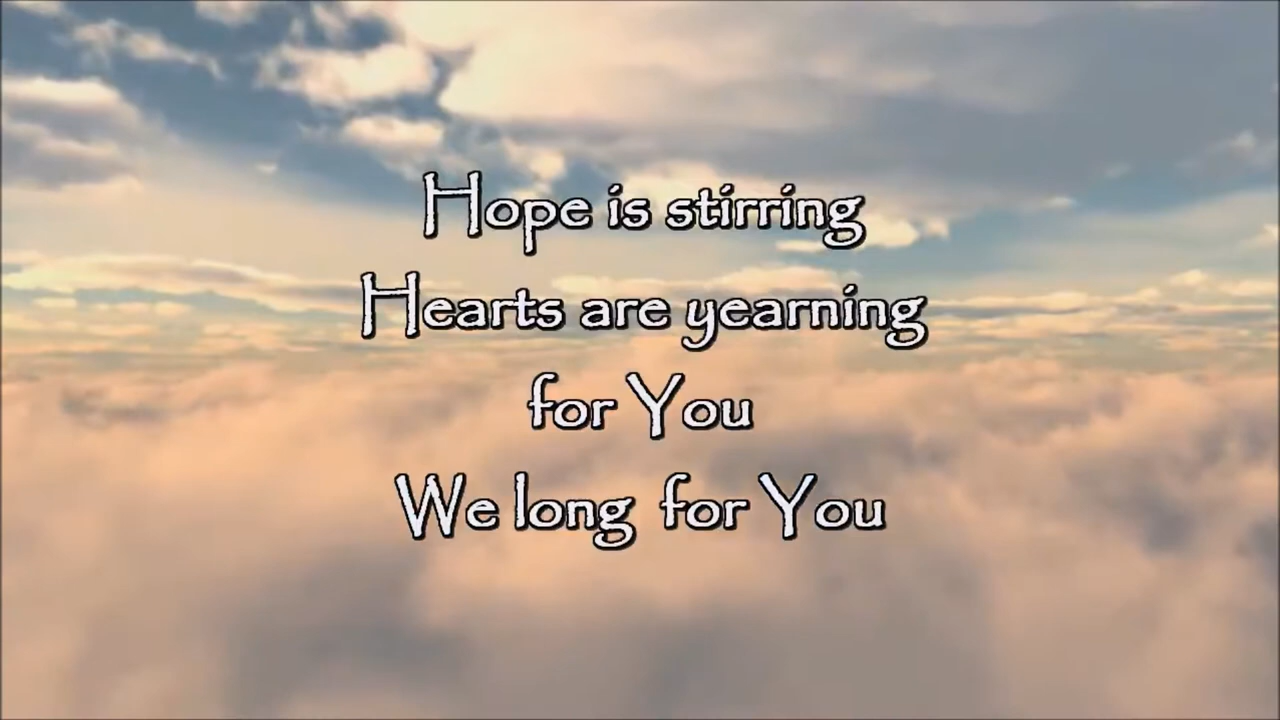 Hope is stirring
Hearts are yearning
for You
We long for You